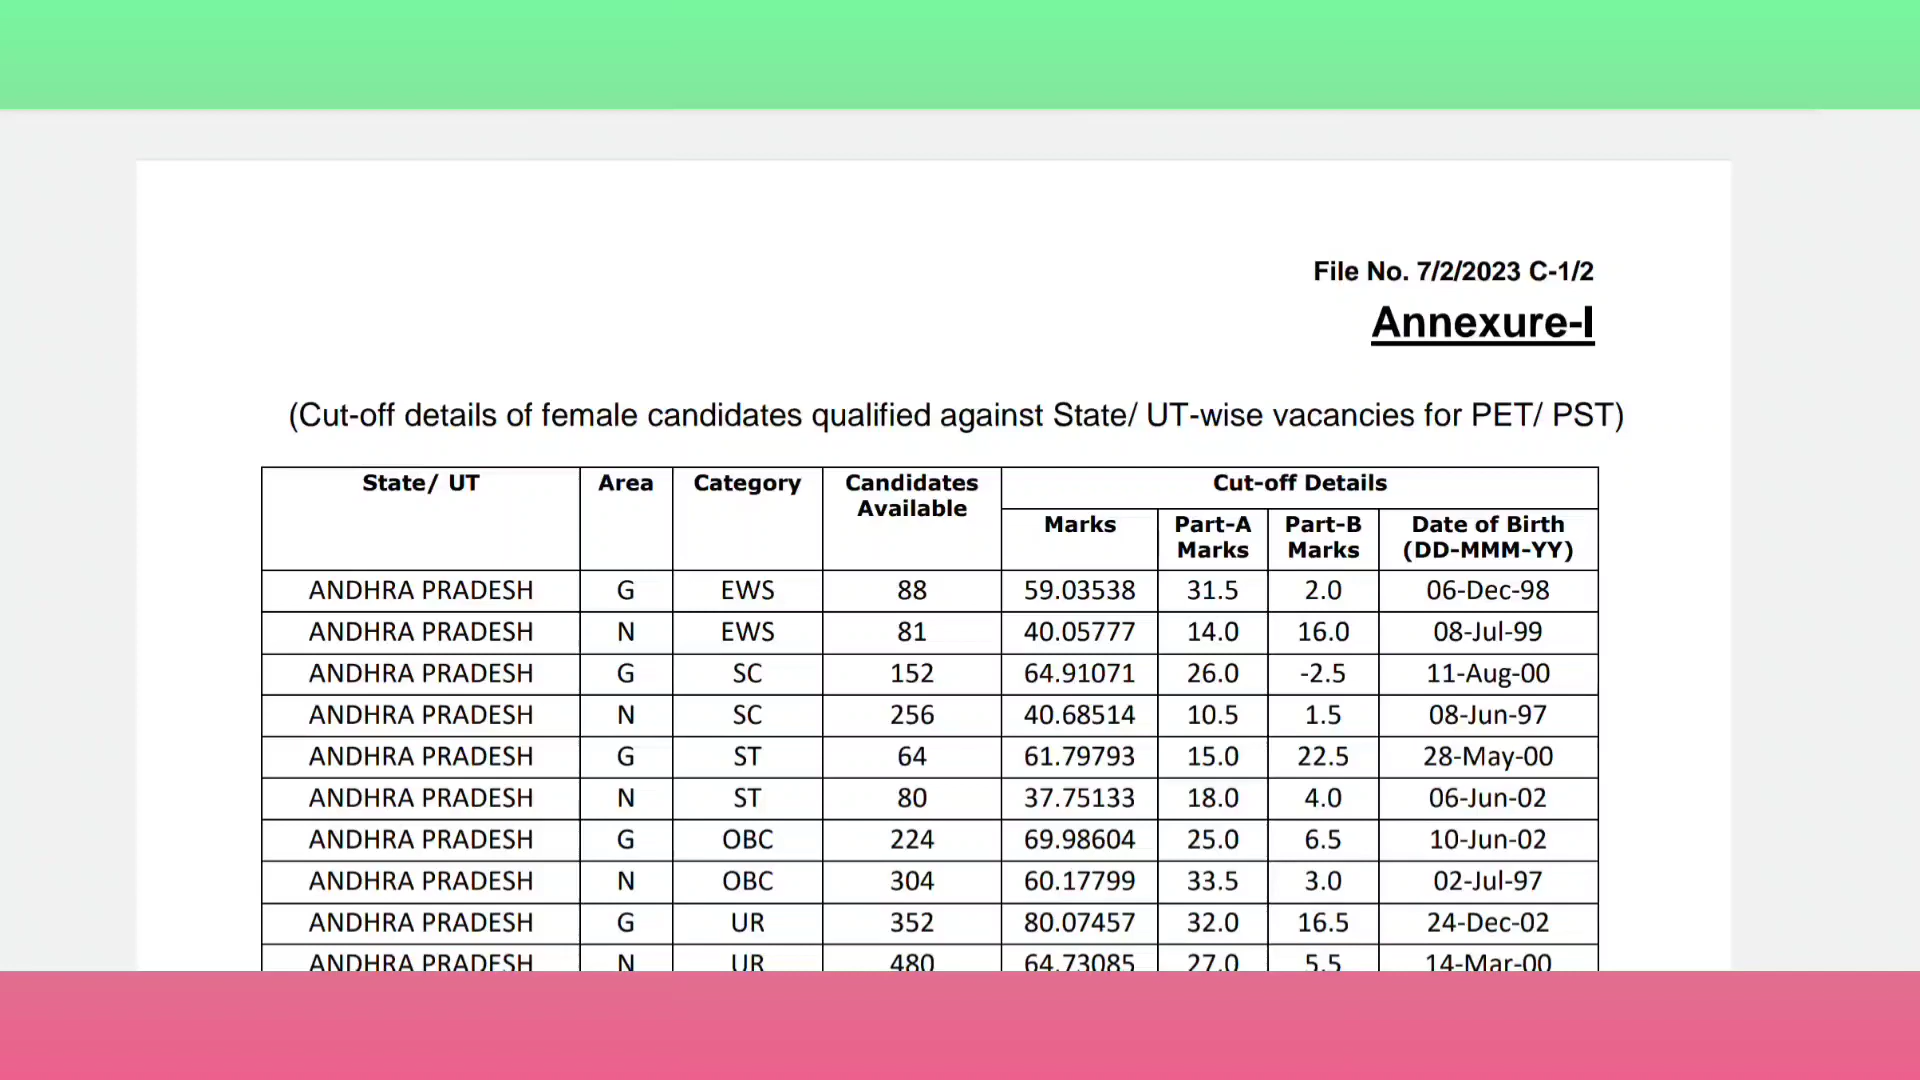 File No. 7/2/2023 C-1/2
Annexure-I
(Cut-off details of female candidates qualified against State/ UT-wise vacancies for PET/ PST)
State/ UT Area Category Candidates Available Cut-off Details
Marks Part-A Marks Part-B Marks Date of Birth (DD-MMM-YY)
ANDHRA PRADESH G EWS 88 59.03538 31.5 2.0 06-Dec-98
ANDHRA PRADESH N EWS 81 40.05777 14.0 16.0 08-Jul-99
ANDHRA PRADESH G SC 152 64.91071 26.0 -2.5 11-Aug-00
ANDHRA PRADESH N SC 256 40.68514 10.5 1.5 08-Jun-97
ANDHRA PRADESH G ST 64 61.79793 15.0 22.5 28-May-00
ANDHRA PRADESH N ST 80 37.75133 18.0 4.0 06-Jun-02
ANDHRA PRADESH G OBC 224 69.98604 25.0 6.5 10-Jun-02
ANDHRA PRADESH N OBC 304 60.17799 33.5 3.0 02-Jul-97
ANDHRA PRADESH G UR 352 80.07457 32.0 16.5 24-Dec-02
ANDHRA PRADESH N UR 480 64.73085 27.0 5.5 14-Mar-00